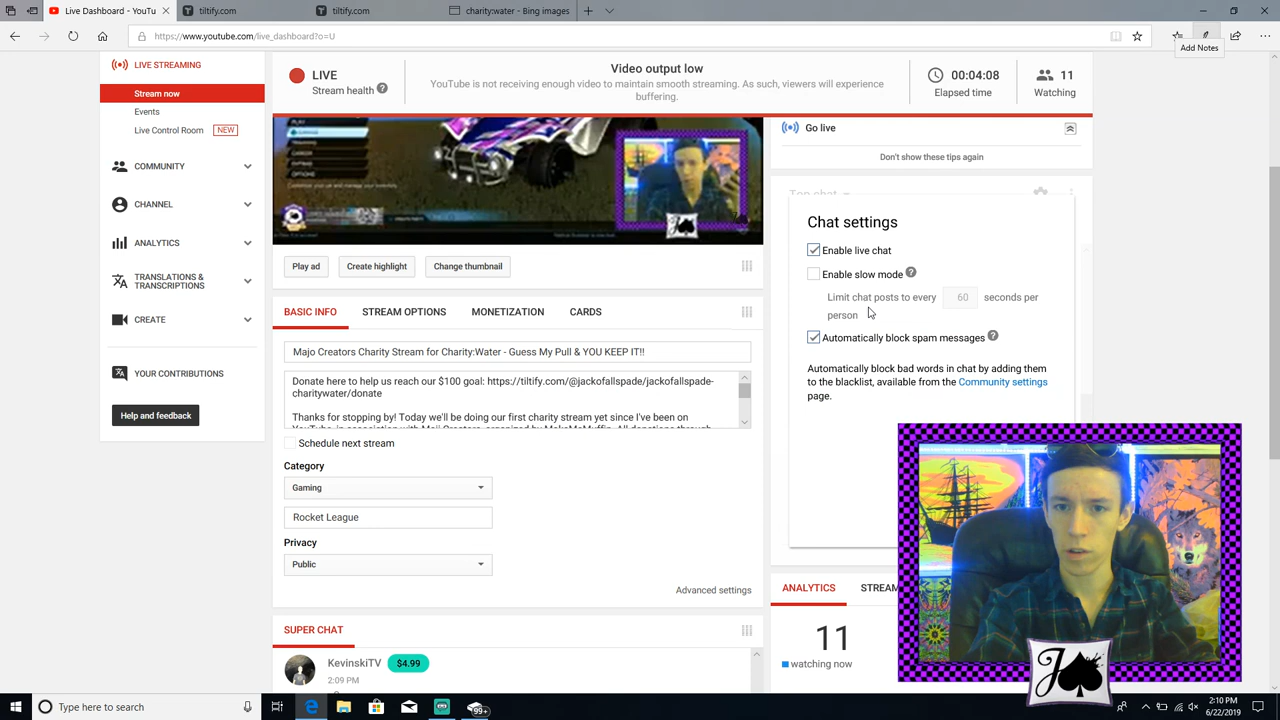 Live Dashboard - YouTu
tiltify.com
tiltify.com
charity:water - Bing images
https://www.youtube.com/live_dashboard?o=U
Add Notes
LIVE STREAMING
Stream now
Events
Live Control Room NEW
COMMUNITY
CHANNEL
ANALYTICS
TRANSLATIONS &
TRANSCRIPTIONS
CREATE
YOUR CONTRIBUTIONS
Help and feedback
LIVE
Stream health ?
Video output low
YouTube is not receiving enough video to maintain smooth streaming. As such, viewers will experience
buffering.
00:04:08
Elapsed time
11
Watching
OPTIONS
Play ad
Create highlight
Change thumbnail
BASIC INFO
STREAM OPTIONS
MONETIZATION
CARDS
Majo Creators Charity Stream for Charity:Water - Guess My Pull & YOU KEEP IT!!
Donate here to help us reach our $100 goal: https://tiltify.com/@jackofallspade/jackofallspade-
charitywater/donate
Thanks for stopping by! Today we'll be doing our first charity stream yet since I've been on
Schedule next stream
Category
Gaming
Rocket League
Privacy
Public
Advanced settings
SUPER CHAT
KevinskiTV $4.99
2:09 PM
Go live
Don't show these tips again
Top chat
Chat settings
Enable live chat
Enable slow mode ?
Limit chat posts to every 60 seconds per
person
Automatically block spam messages ?
Automatically block bad words in chat by adding them
to the blacklist, available from the Community settings
page.
ANALYTICS
STREAM
11
watching now
J
Type here to search
99+
2:10 PM
6/22/2019